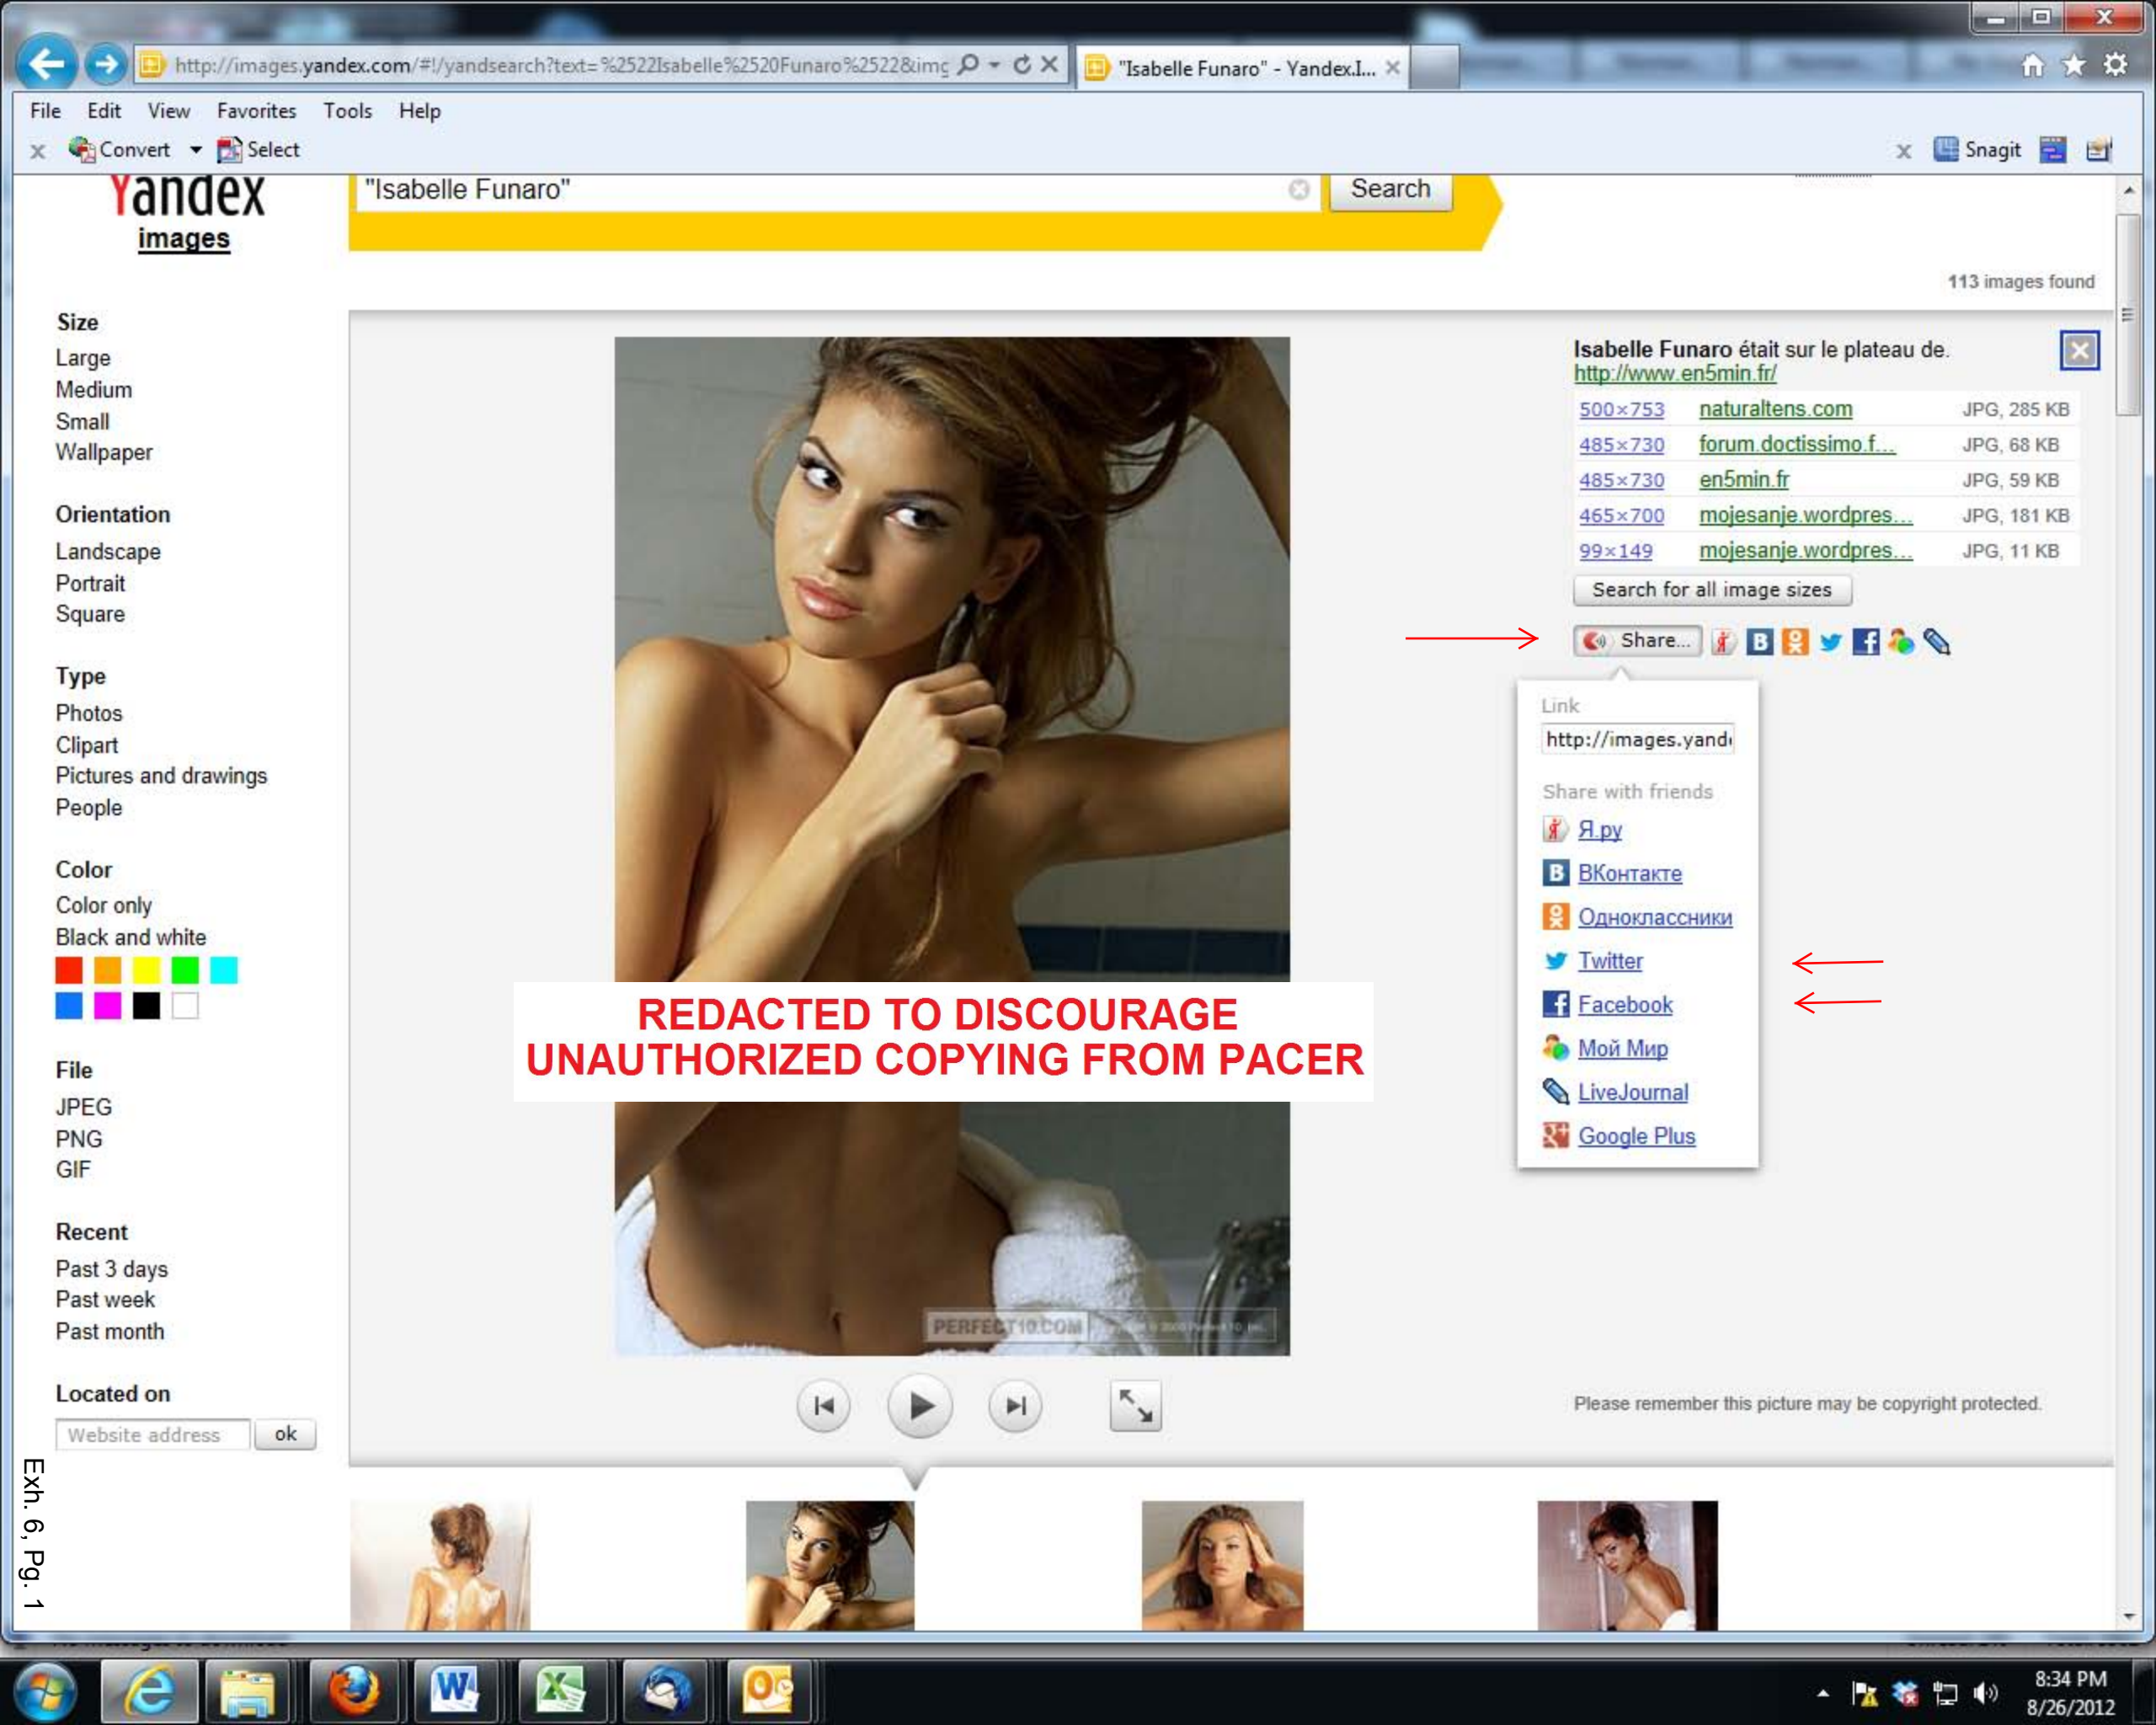 http://images.yandex.com/#!/yandsearch?text=%2522Isabelle%2520Funaro%2522&img
"Isabelle Funaro" - Yandex.I...
File Edit View Favorites Tools Help
Convert Select
Snagit
Yandex
images
"Isabelle Funaro"
Search
113 images found
Size
Large
Medium
Small
Wallpaper
Orientation
Landscape
Portrait
Square
Type
Photos
Clipart
Pictures and drawings
People
Color
Color only
Black and white
File
JPEG
PNG
GIF
Recent
Past 3 days
Past week
Past month
Located on
Website address ok
REDACTED TO DISCOURAGE
UNAUTHORIZED COPYING FROM PACER
PERFECT10.COM
Isabelle Funaro était sur le plateau de.
http://www.en5min.fr/
500×753 naturaltens.com JPG, 285 KB
485×730 forum.doctissimo.f... JPG, 68 KB
485×730 en5min.fr JPG, 59 KB
465×700 mojesanje.wordpres... JPG, 181 KB
99×149 mojesanje.wordpres... JPG, 11 KB
Search for all image sizes
Share...
Link
http://images.yand
Share with friends
Я.ру
ВКонтакте
Одноклассники
Twitter
Facebook
Мой Мир
LiveJournal
Google Plus
Please remember this picture may be copyright protected.
Exh. 6, Pg. 1
8:34 PM
8/26/2012